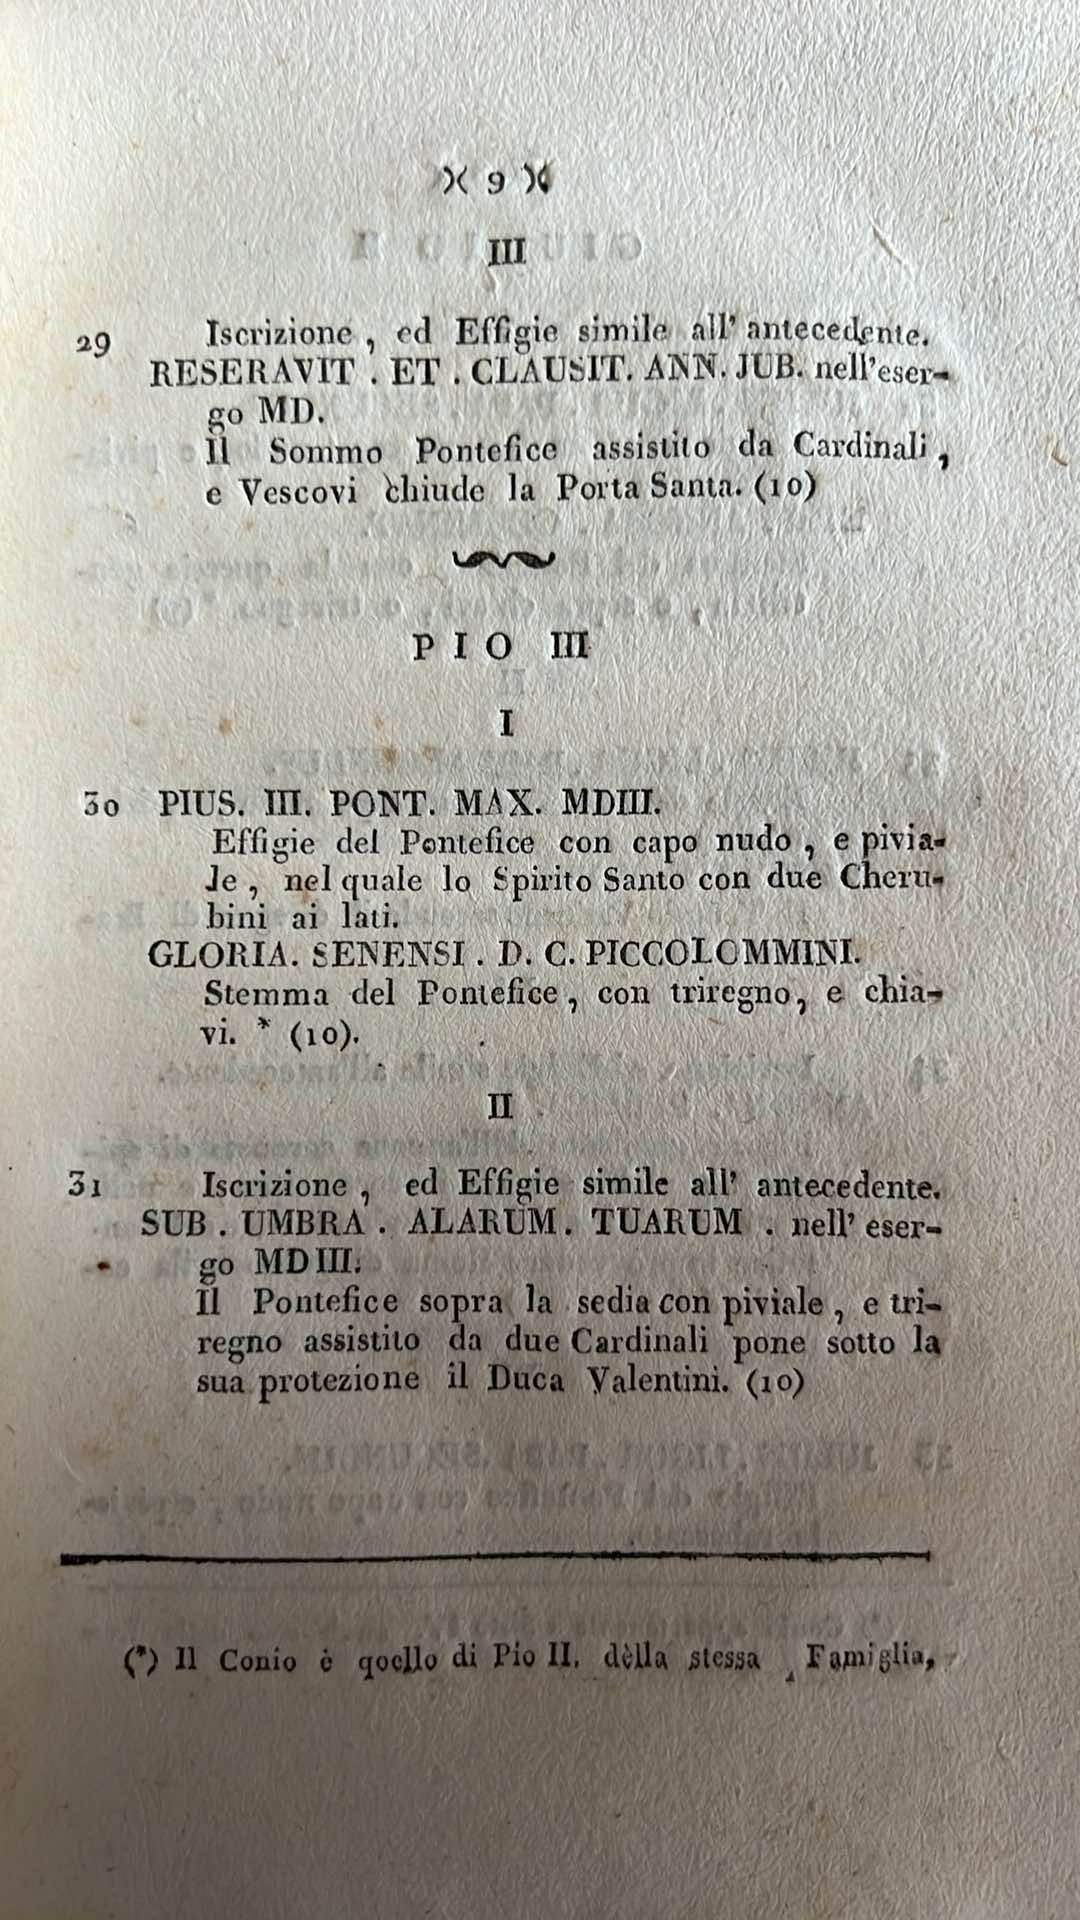 )( 9 )(
III
29 Iscrizione , ed Effigie simile all' antecedente.
RESERAVIT . ET . CLAUSIT. ANN. JUB. nell'eser-
go MD.
Il Sommo Pontefice assistito da Cardinali ,
e Vescovi chiude la Porta Santa. (10)
PIO III
I
30 PIUS. III. PONT. MAX. MDIII.
Effigie del Pontefice con capo nudo , e pivia-
le , nel quale lo Spirito Santo con due Cheru-
bini ai lati.
GLORIA. SENENSI . D. C. PICCOLOMMINI.
Stemma del Pontefice , con triregno, e chia-
vi. * (10).
II
31 Iscrizione , ed Effigie simile all' antecedente.
SUB . UMBRA . ALARUM . TUARUM . nell' eser-
go MDIII.
Il Pontefice sopra la sedia con piviale , e tri-
regno assistito da due Cardinali pone sotto la
sua protezione il Duca Valentini. (10)
(*) Il Conio è qoello di Pio II. dèlla stessa Famiglia,